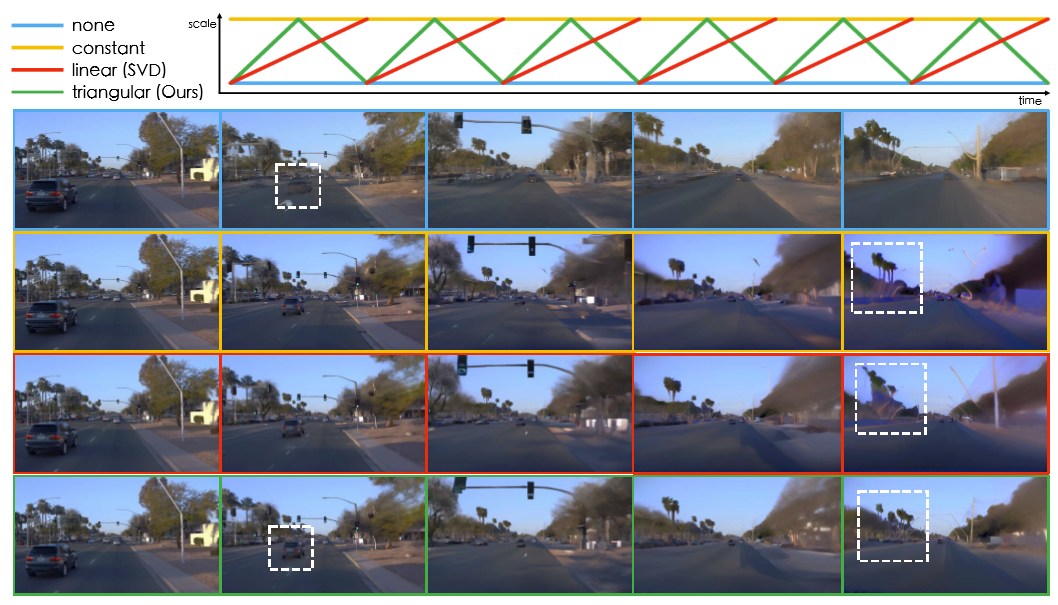 none
constant
linear (SVD)
triangular (Ours)
scale
time